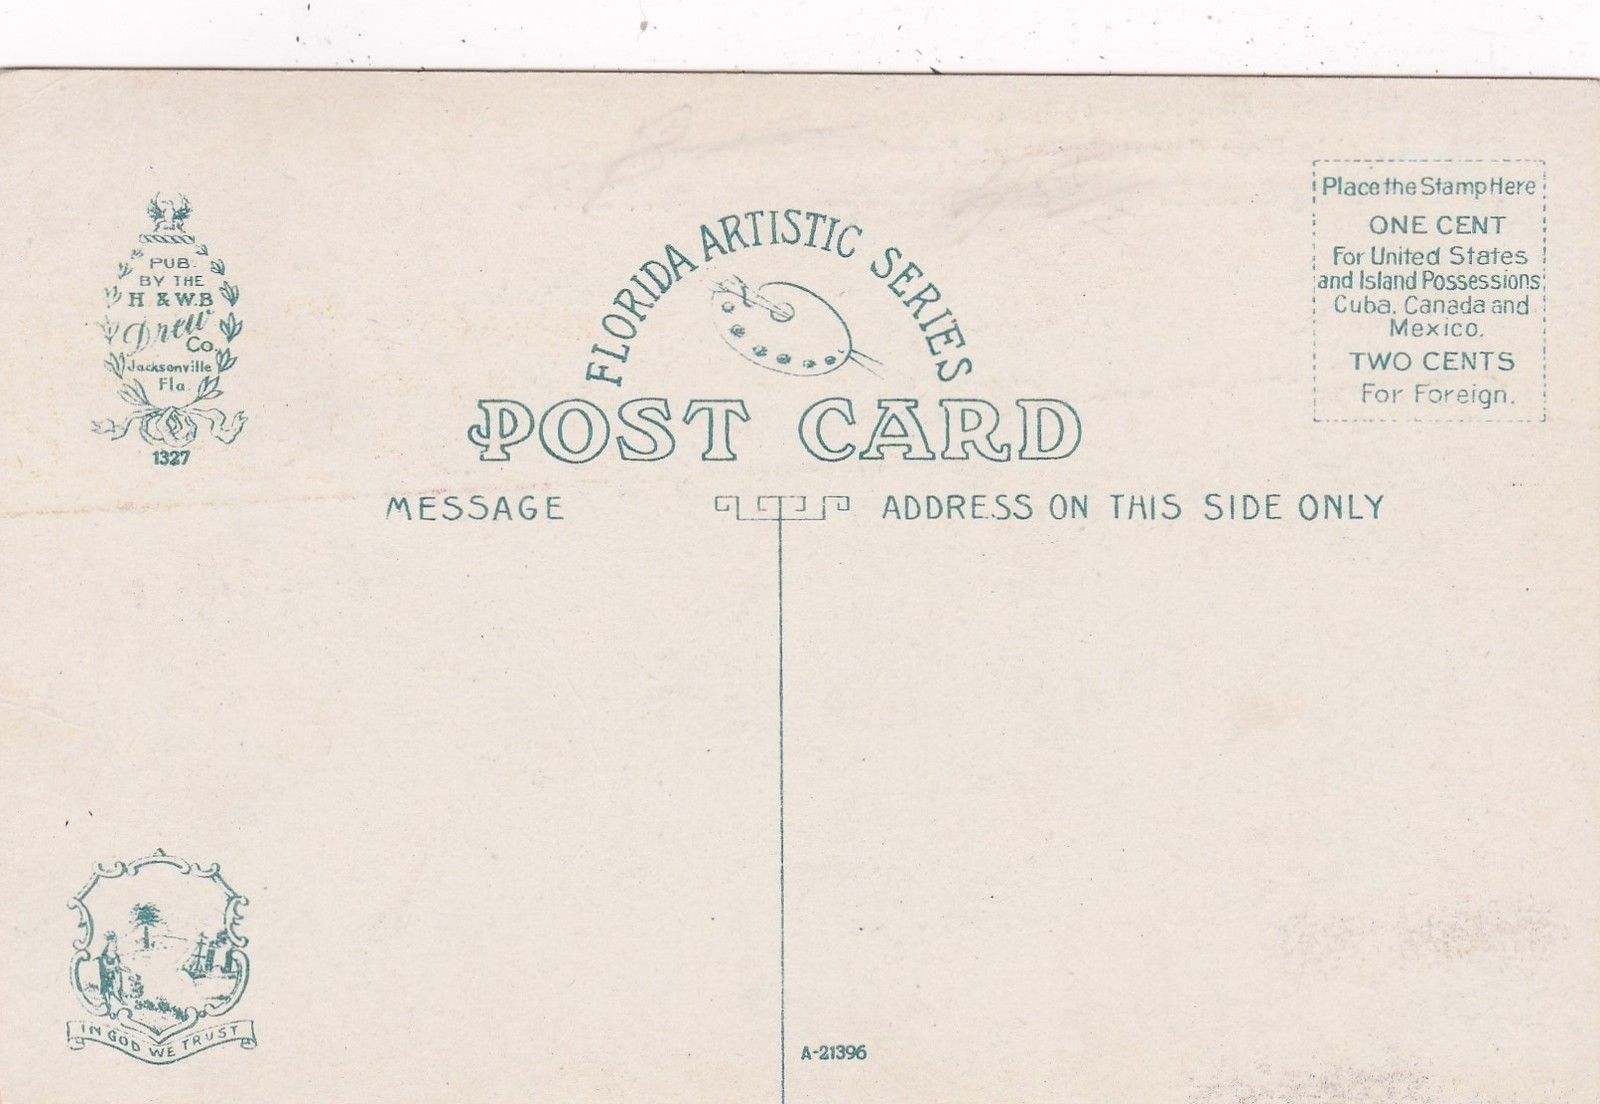 PUB.
BY THE
H & W.B
Drew
Co.
Jacksonville
Fla.
1327
FLORIDA ARTISTIC SERIES
POST CARD
Place the Stamp Here
ONE CENT
For United States
and Island Possessions
Cuba, Canada and
Mexico.
TWO CENTS
For Foreign.
MESSAGE
ADDRESS ON THIS SIDE ONLY
IN GOD WE TRUST
A-21396